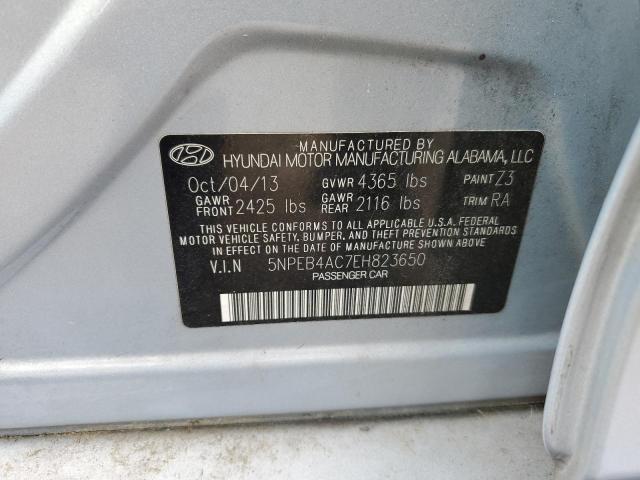 MANUFACTURED BY
HYUNDAI MOTOR MANUFACTURING ALABAMA, LLC
Oct/04/13 GVWR 4365 lbs PAINT Z3
GAWR FRONT 2425 lbs GAWR REAR 2116 lbs TRIM RA
THIS VEHICLE CONFORMS TO ALL APPLICABLE U.S.A. FEDERAL
MOTOR VEHICLE SAFETY, BUMPER, AND THEFT PREVENTION STANDARDS
IN EFFECT ON THE DATE OF MANUFACTURE SHOWN ABOVE.
V.I.N 5NPEB4AC7EH823650
PASSENGER CAR